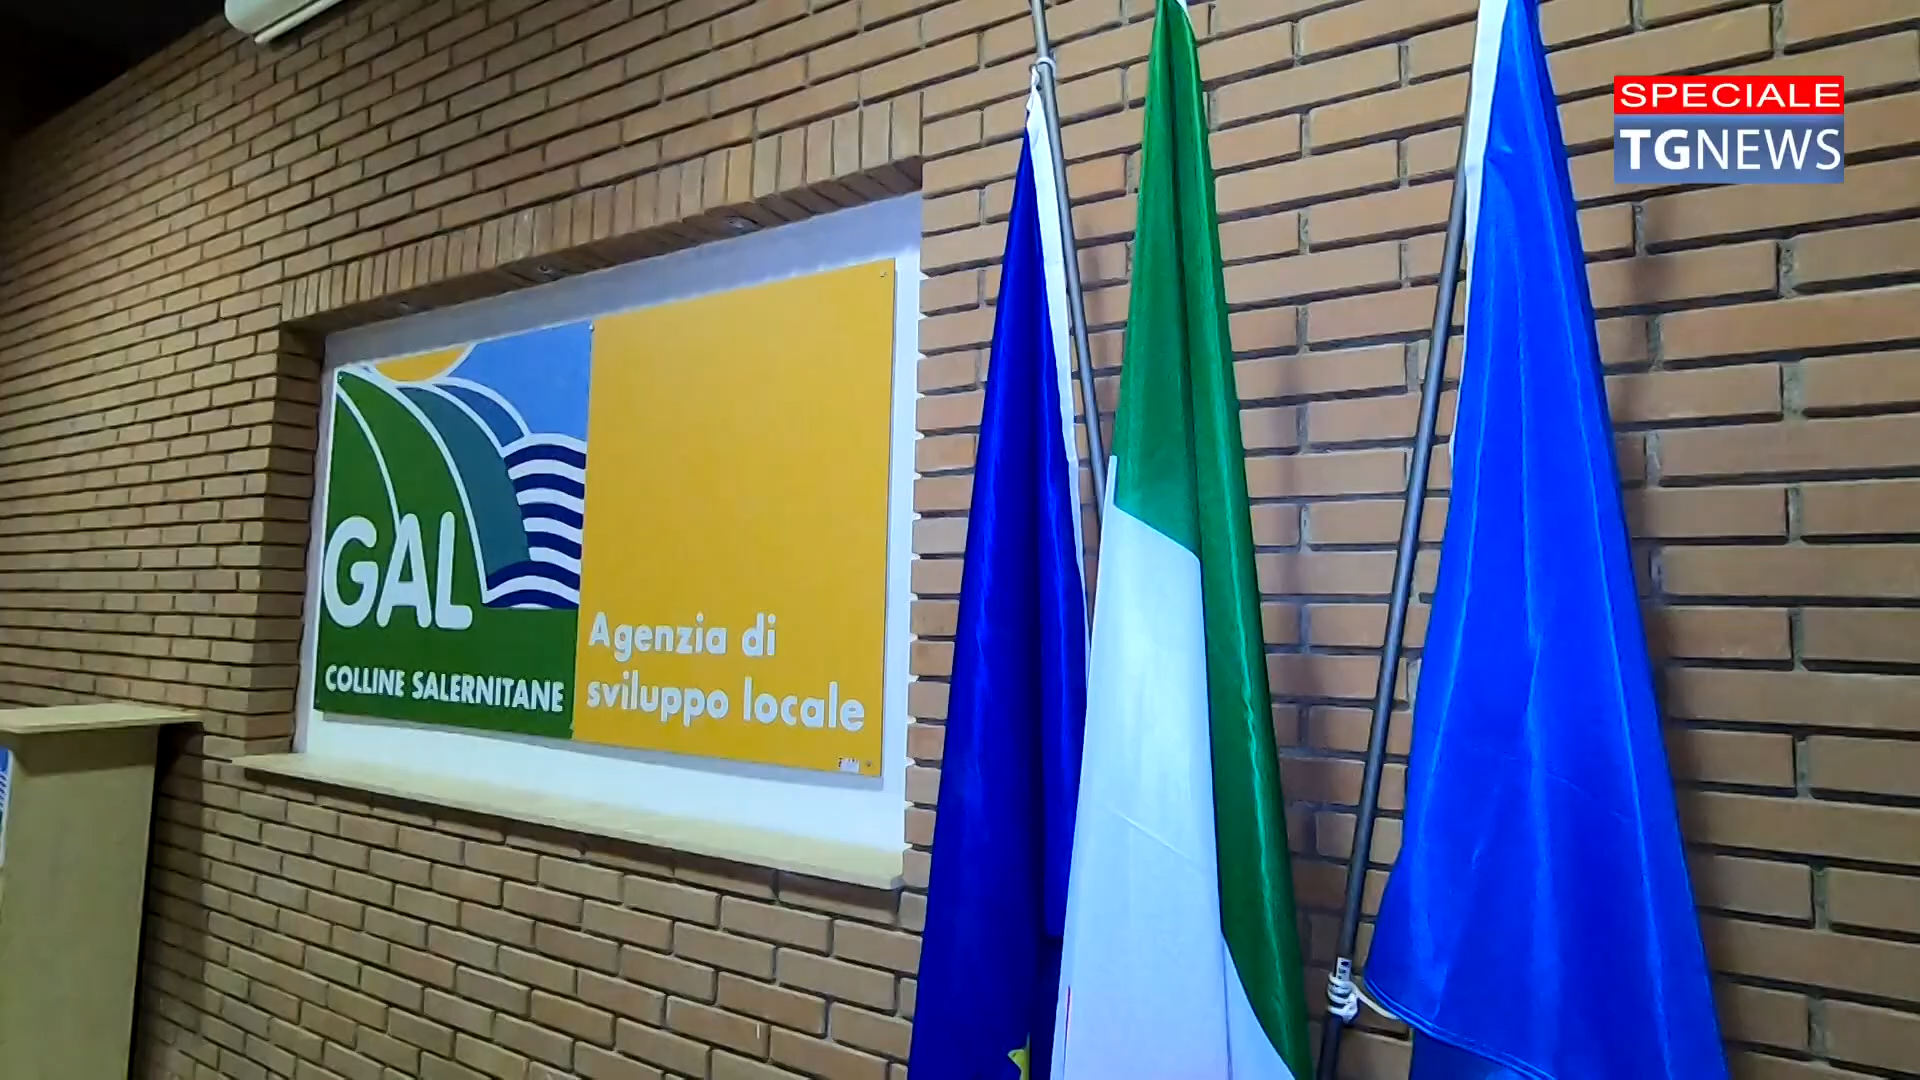 SPECIALE
TGNEWS
GAL
COLLINE SALERNITANE
Agenzia di
sviluppo locale